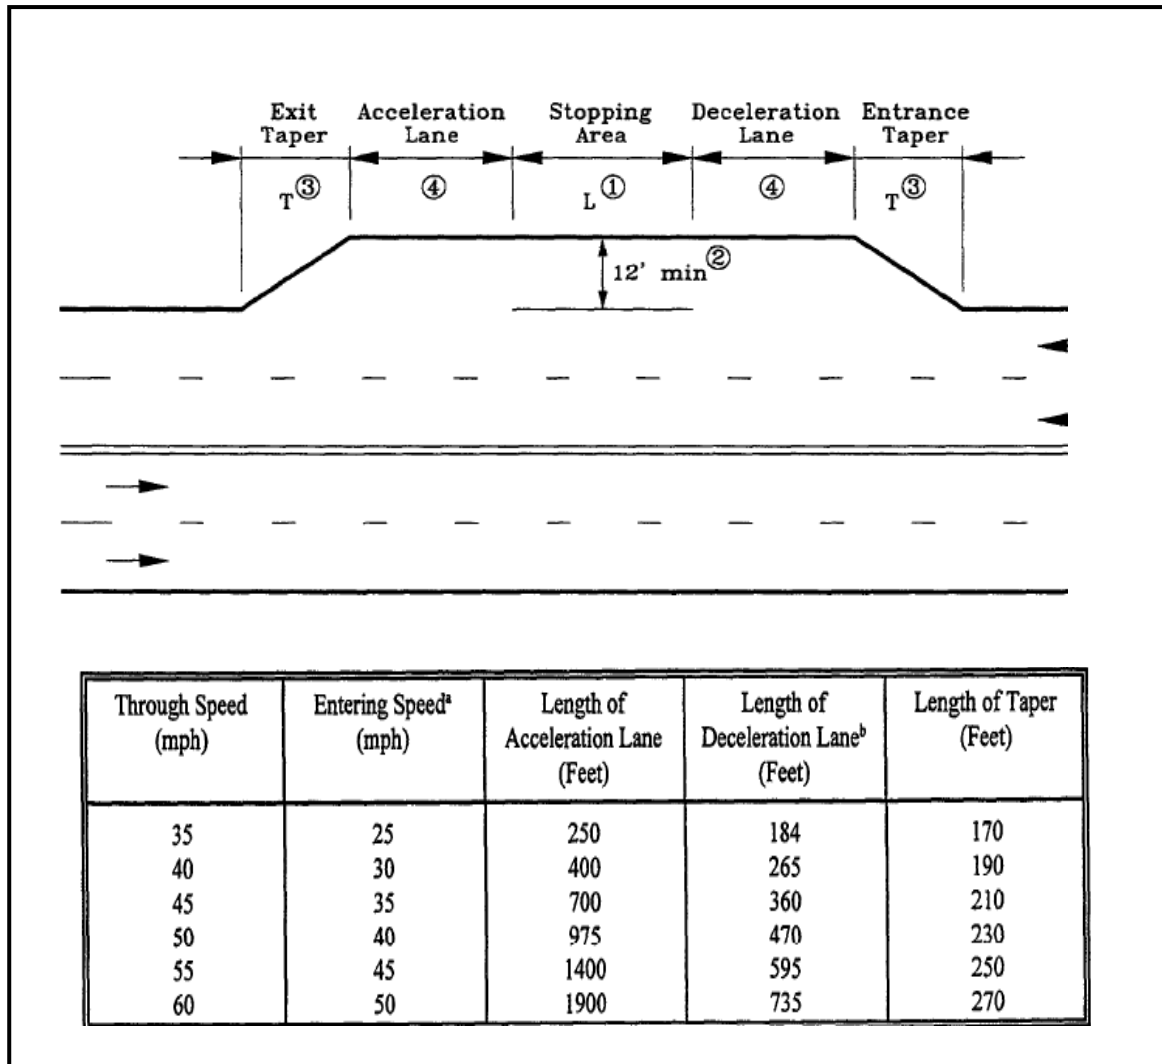 Exit Acceleration Stopping Deceleration Entrance
Taper Lane Area Lane Taper
T③ ④ L① ④ T③
12' min②
Through Speed Entering Speedᵃ Length of Length of Length of Taper
(mph) (mph) Acceleration Lane Deceleration Laneᵇ (Feet)
(Feet) (Feet)
35 25 250 184 170
40 30 400 265 190
45 35 700 360 210
50 40 975 470 230
55 45 1400 595 250
60 50 1900 735 270